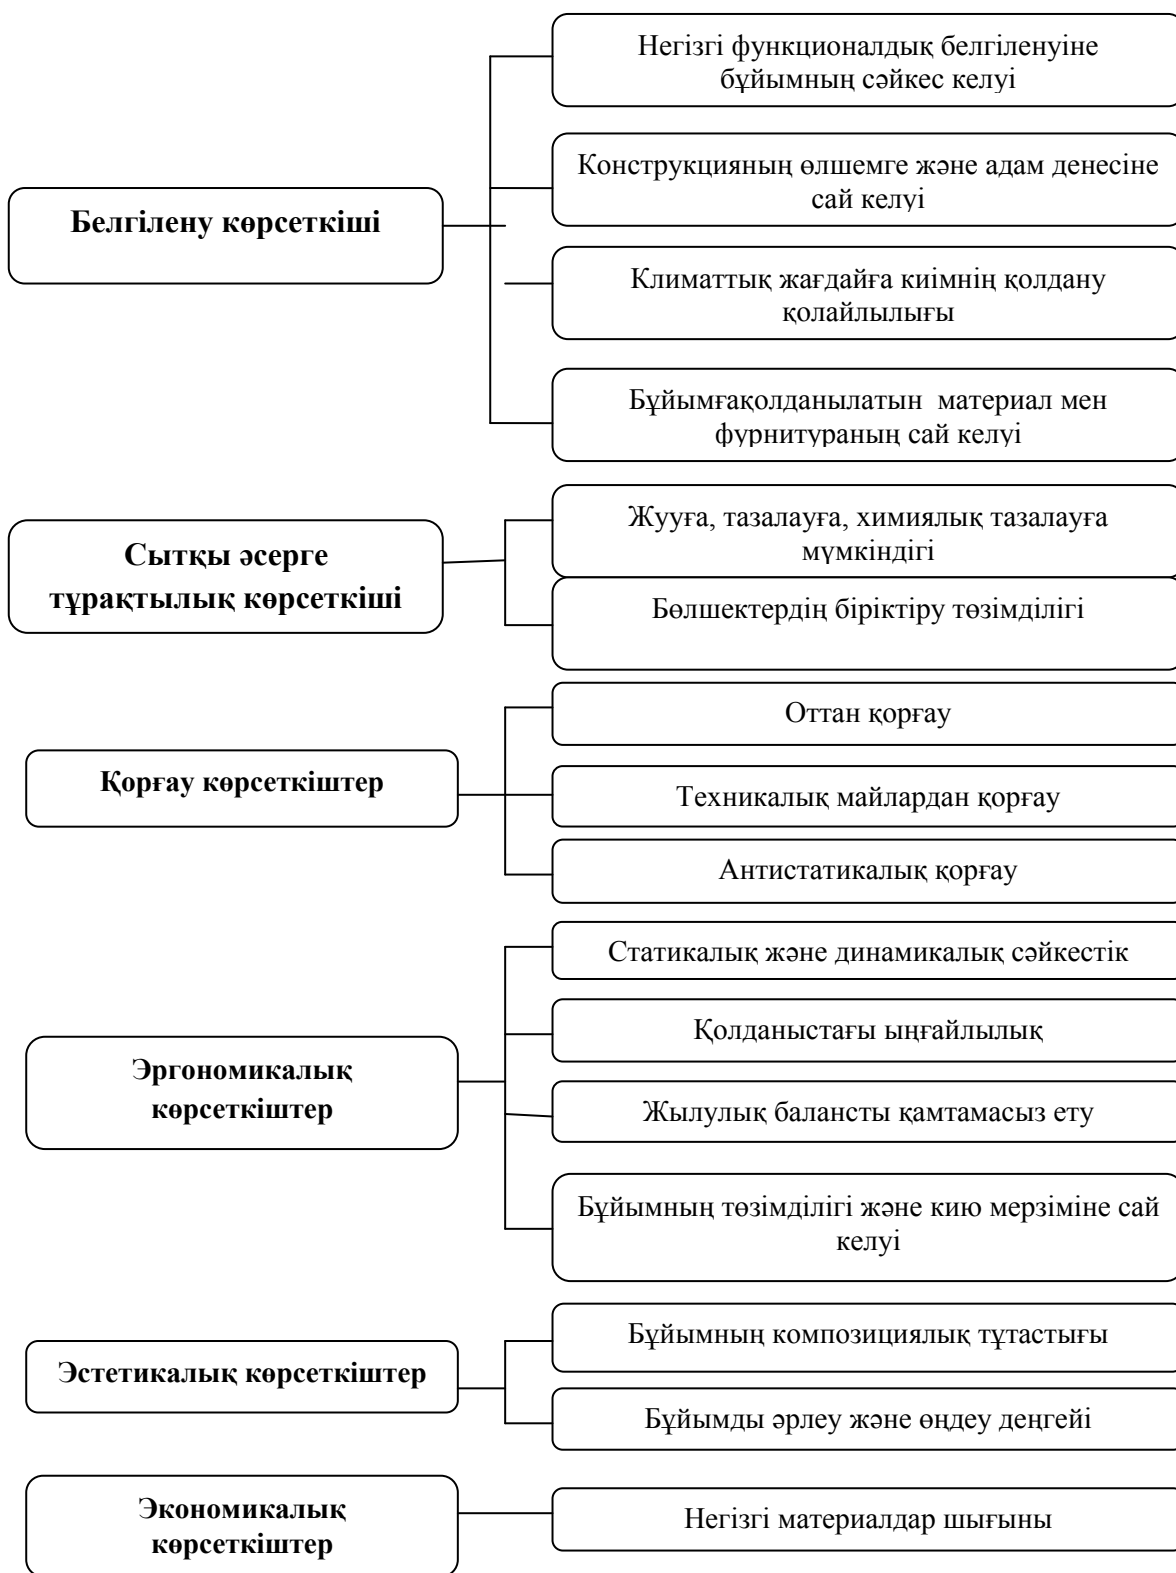 Белгілену көрсеткіші
Негізгі функционалдық белгіленуіне
бұйымның сәйкес келуі
Конструкцияның өлшемге және адам денесіне
сай келуі
Климаттық жағдайға киімнің қолдану
қолайлылығы
Бұйымғақолданылатын материал мен
фурнитураның сай келуі
Сытқы әсерге
тұрақтылық көрсеткіші
Жууға, тазалауға, химиялық тазалауға
мүмкіндігі
Бөлшектердің біріктіру төзімділігі
Қорғау көрсеткіштер
Оттан қорғау
Техникалық майлардан қорғау
Антистатикалық қорғау
Эргономикалық
көрсеткіштер
Статикалық және динамикалық сәйкестік
Қолданыстағы ыңғайлылық
Жылулық балансты қамтамасыз ету
Бұйымның төзімділігі және кию мерзіміне сай
келуі
Эстетикалық көрсеткіштер
Бұйымның композициялық тұтастығы
Бұйымды әрлеу және өңдеу деңгейі
Экономикалық
көрсеткіштер
Негізгі материалдар шығыны